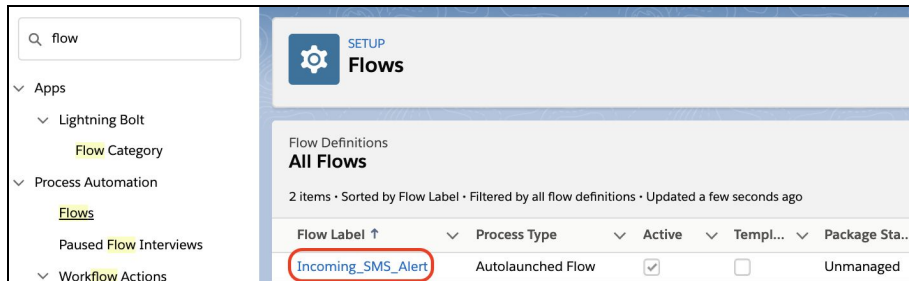 flow
Apps
Lightning Bolt
Flow Category
Process Automation
Flows
Paused Flow Interviews
Workflow Actions
SETUP
Flows
Flow Definitions
All Flows
2 items • Sorted by Flow Label • Filtered by all flow definitions • Updated a few seconds ago
Flow Label ↑ Process Type Active Templ... Package Sta...
Incoming_SMS_Alert Autolaunched Flow Unmanaged